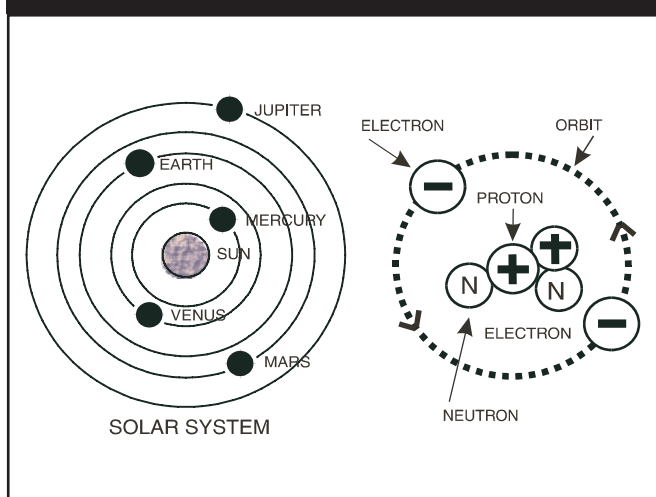 JUPITER
EARTH
MERCURY
SUN
VENUS
MARS
SOLAR SYSTEM
ELECTRON
ORBIT
PROTON
N
N
ELECTRON
NEUTRON